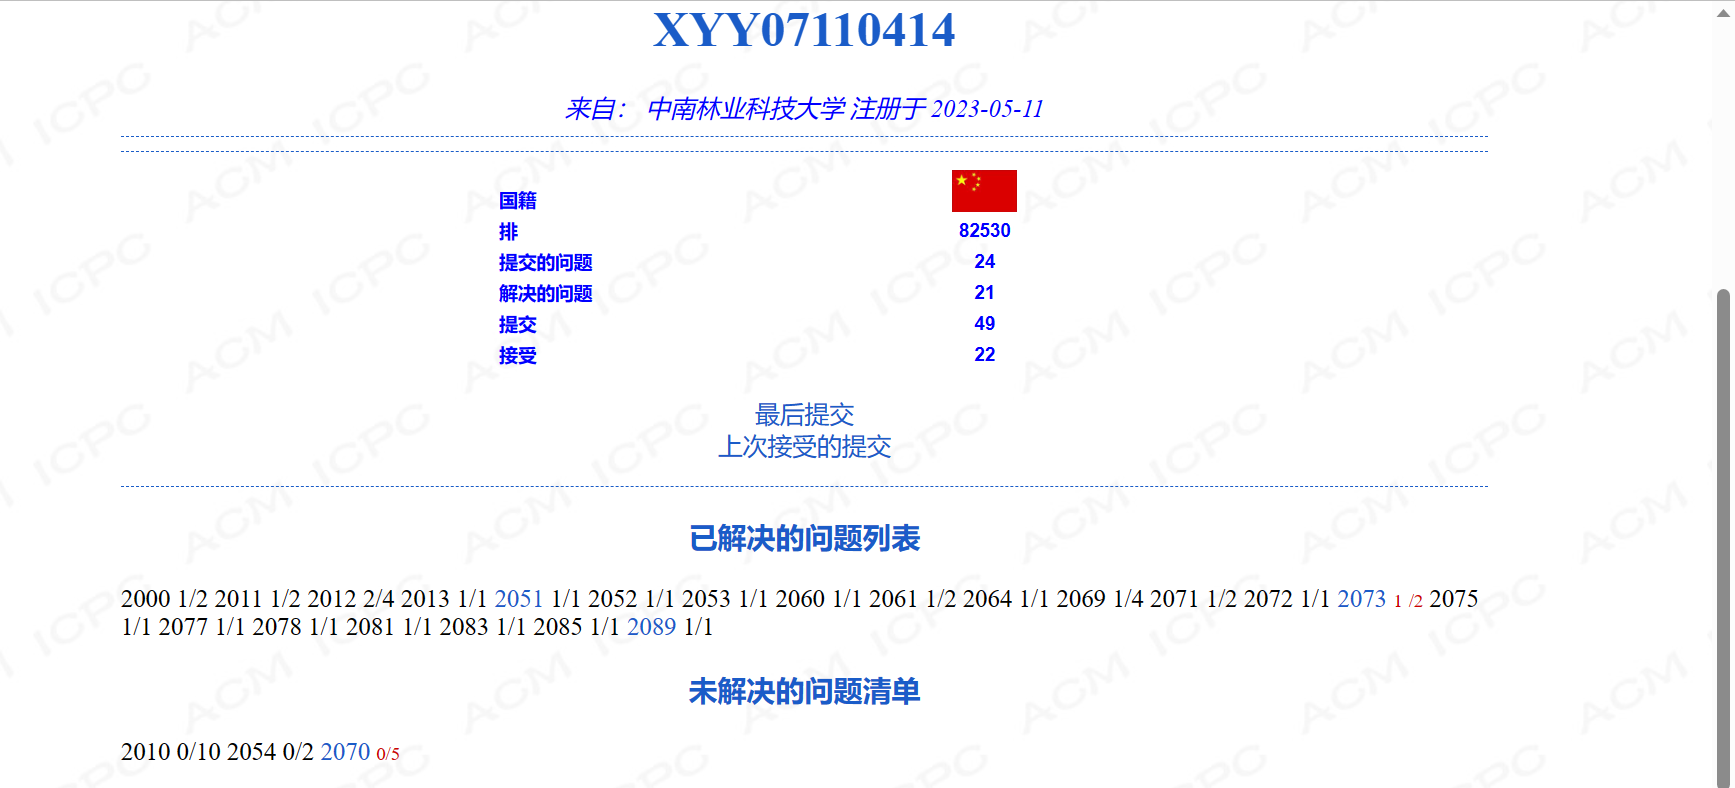 XYY07110414
来自： 中南林业科技大学 注册于 2023-05-11
国籍
排 82530
提交的问题 24
解决的问题 21
提交 49
接受 22
最后提交
上次接受的提交
已解决的问题列表
2000 1/2 2011 1/2 2012 2/4 2013 1/1 2051 1/1 2052 1/1 2053 1/1 2060 1/1 2061 1/2 2064 1/1 2069 1/4 2071 1/2 2072 1/1 2073 1 /2 2075
1/1 2077 1/1 2078 1/1 2081 1/1 2083 1/1 2085 1/1 2089 1/1
未解决的问题清单
2010 0/10 2054 0/2 2070 0/5